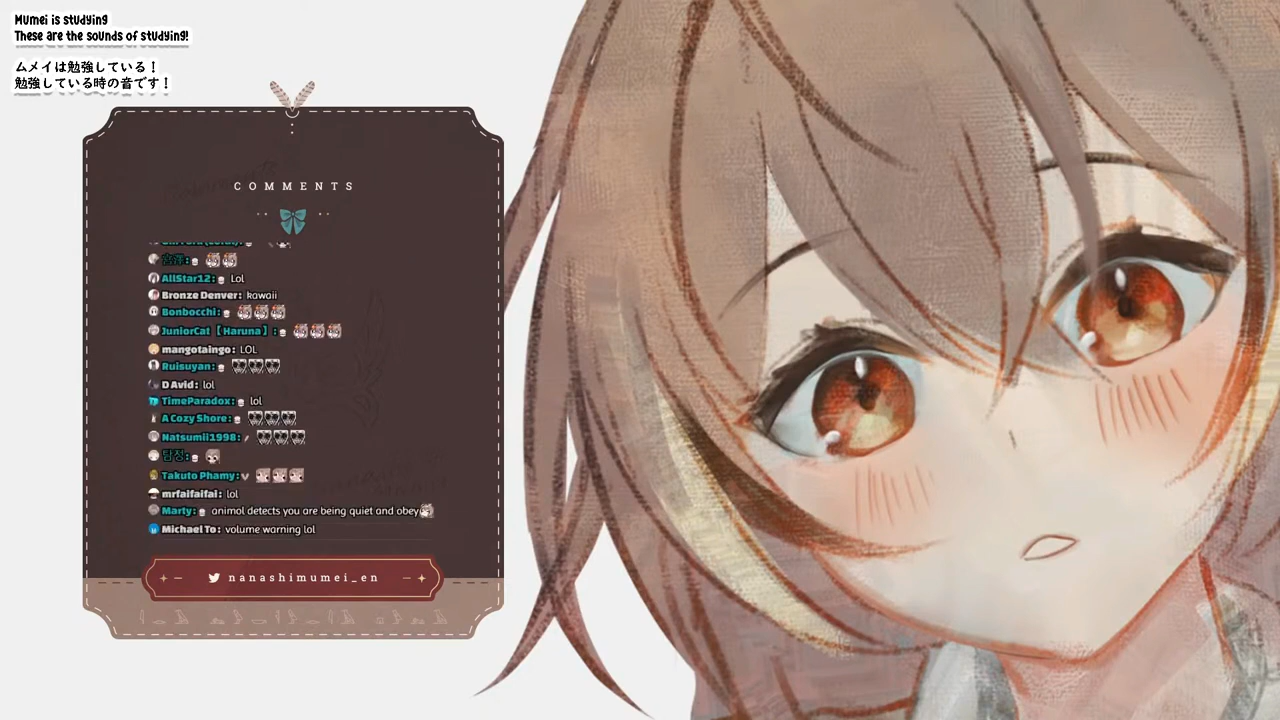 Mumei is studying
These are the sounds of studying!
ムメイは勉強している！
勉強している時の音です！
COMMENTS
AllStar12: Lol
Bronze Denver: kawaii
Bonbocchi:
JuniorCat【Haruna】:
mangotaingo: LOL
Ruisuyan:
D David: lol
TimeParadox: lol
A Cozy Shore:
Natsumii1998:
탐정:
Takuto Phamy:
mrfaifaifai: lol
Marty: animol detects you are being quiet and obey
Michael To: volume warning lol
nanashimumei_en